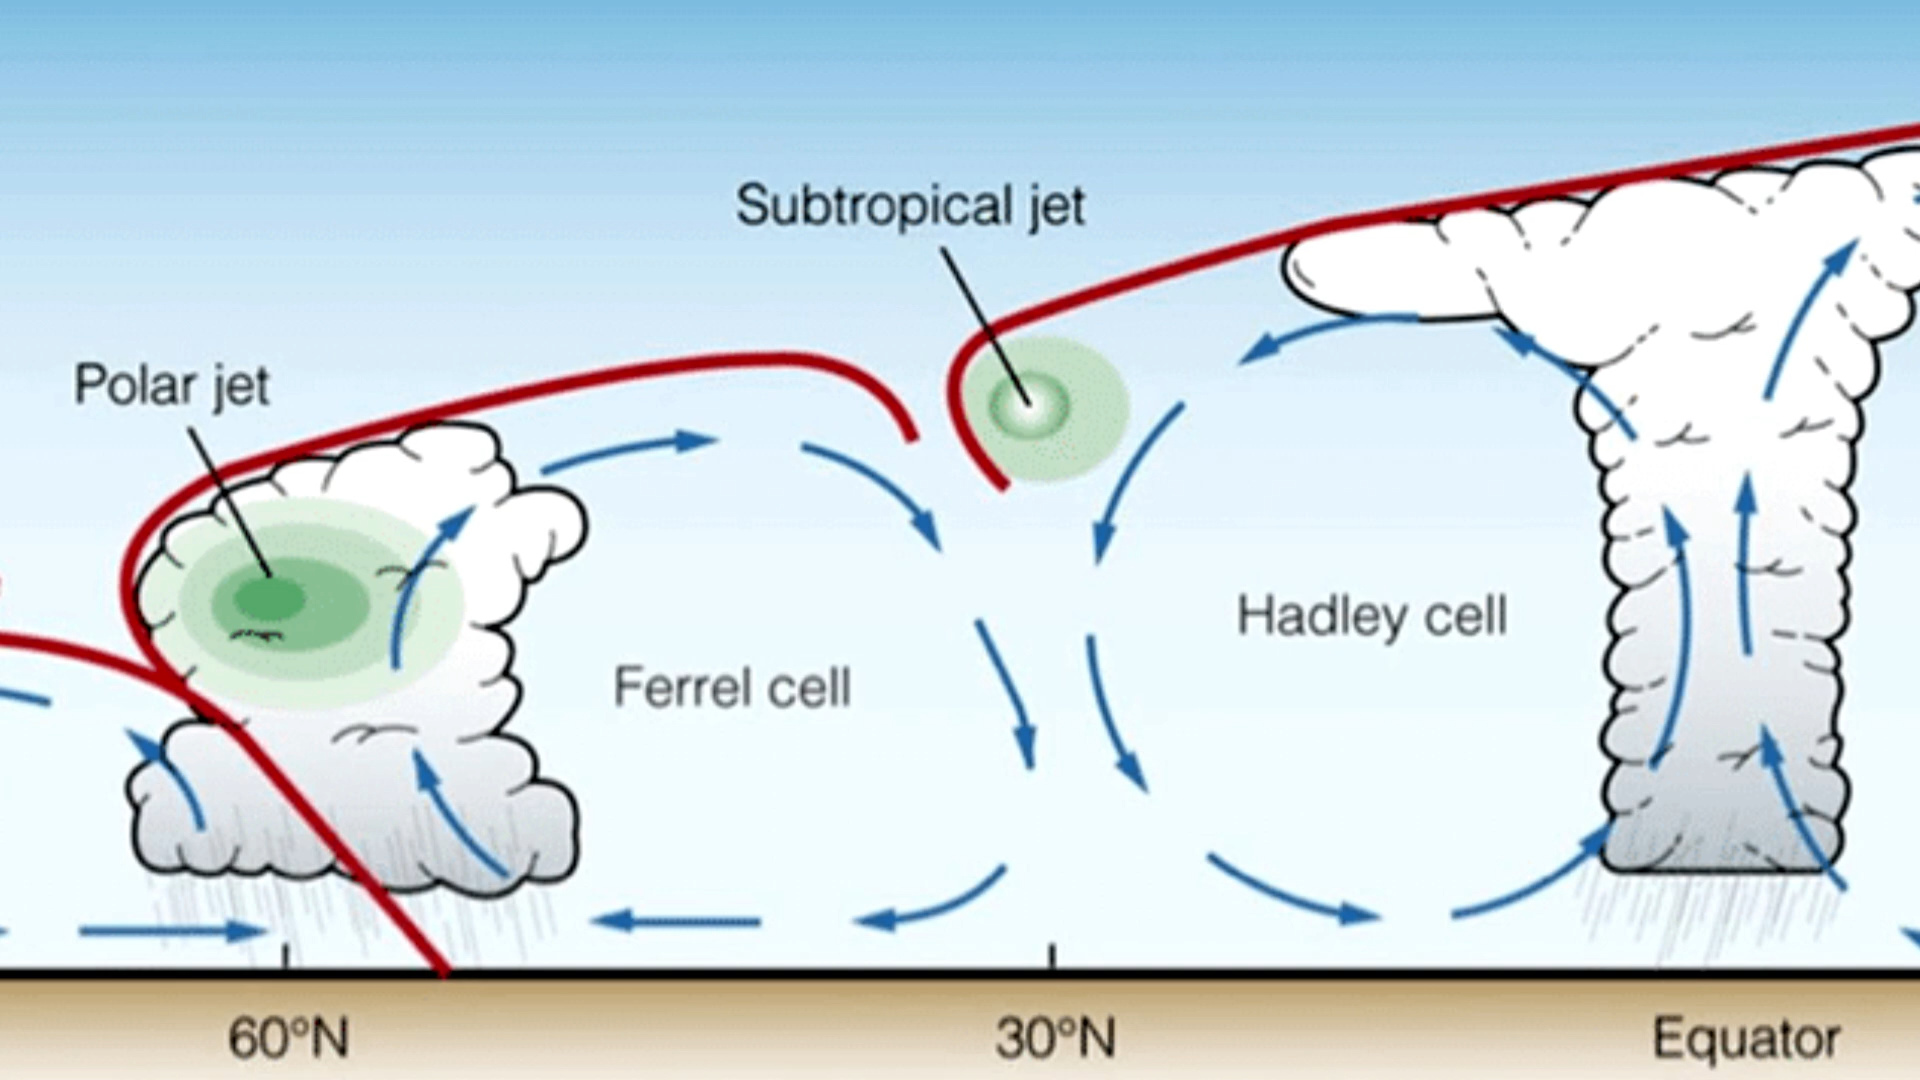 Subtropical jet
Polar jet
Hadley cell
Ferrel cell
60°N
30°N
Equator